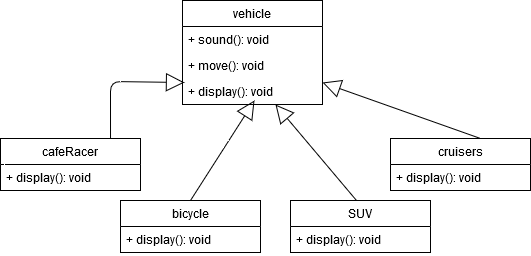 vehicle
+ sound(): void
+ move(): void
+ display(): void
cafeRacer
+ display(): void
cruisers
+ display(): void
bicycle
+ display(): void
SUV
+ display(): void